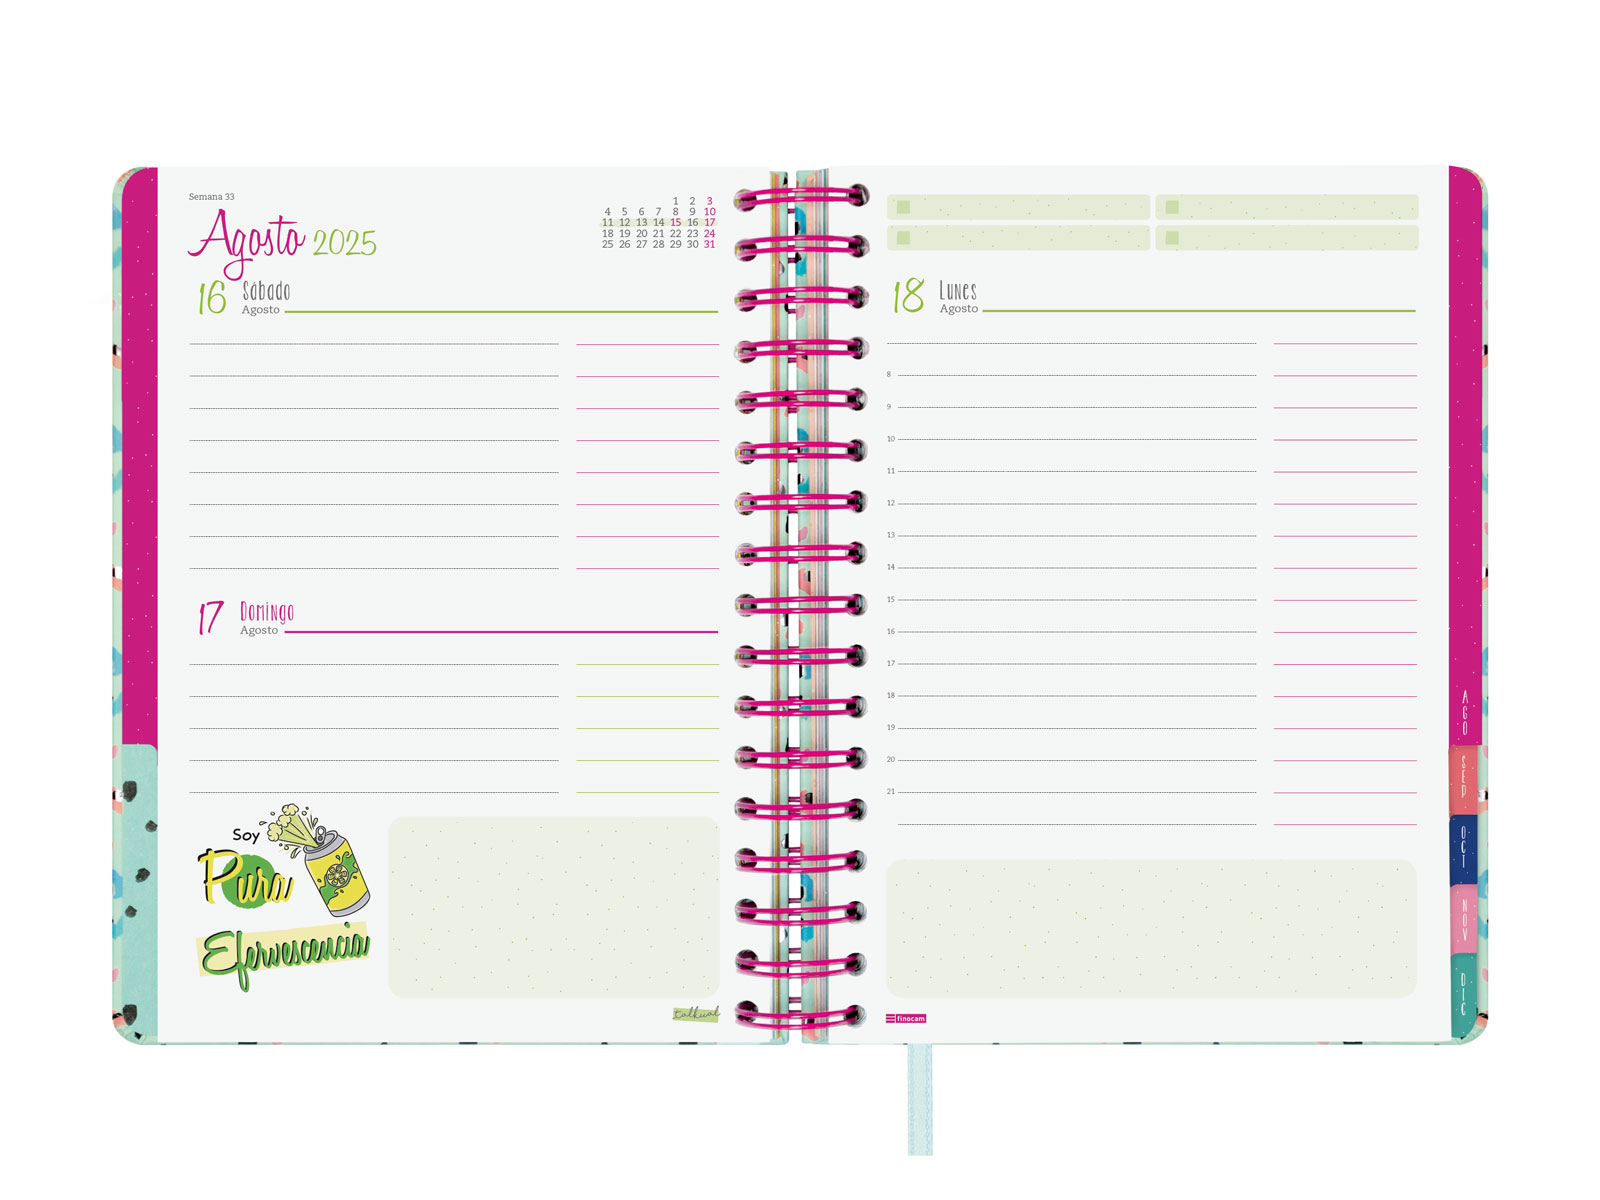 Semana 33
Agosto 2025
1 2 3
4 5 6 7 8 9 10
11 12 13 14 15 16 17
18 19 20 21 22 23 24
25 26 27 28 29 30 31
16 Sábado
Agosto
17 Domingo
Agosto
Soy
Pura
Efervescencia
talkual
18 Lunes
Agosto
8
9
10
11
12
13
14
15
16
17
18
19
20
21
finocam
AGO
SEP
OCT
NOV
DIC